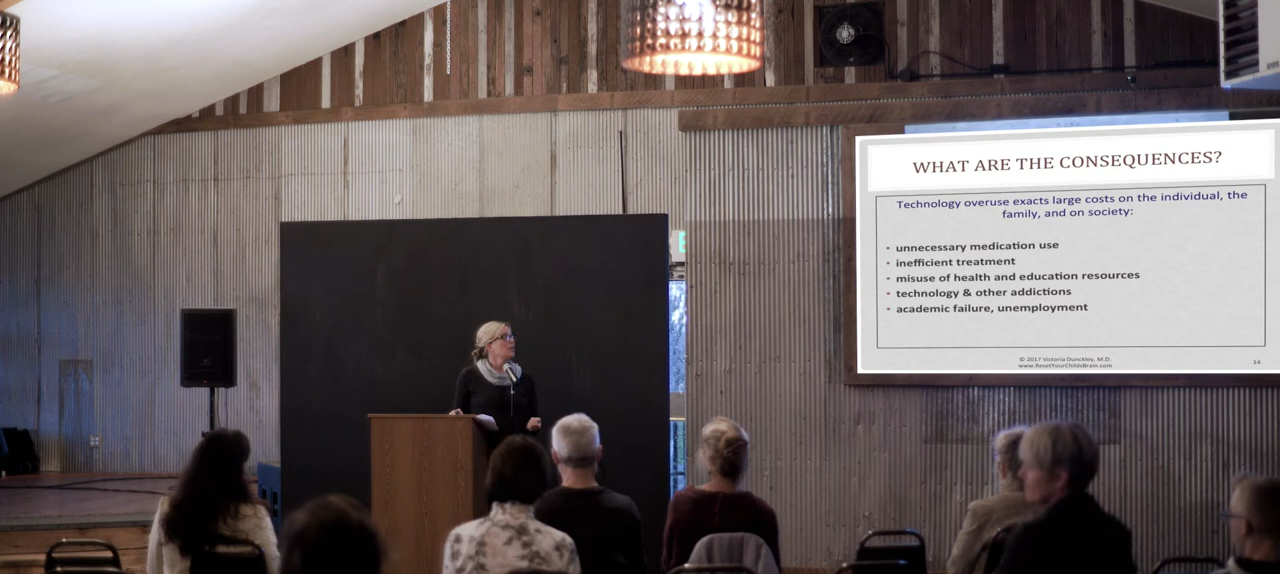 WHAT ARE THE CONSEQUENCES?
Technology overuse exacts large costs on the individual, the
family, and on society:
• unnecessary medication use
• inefficient treatment
• misuse of health and education resources
• technology & other addictions
• academic failure, unemployment
© 2017 Victoria Dunckley, M.D.
www.ResetYourChildsBrain.com
14